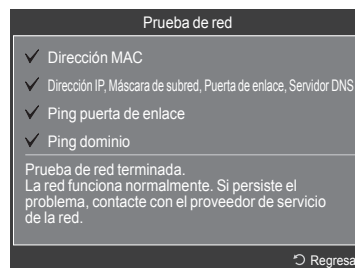 Prueba de red
Dirección MAC
Dirección IP, Máscara de subred, Puerta de enlace, Servidor DNS
Ping puerta de enlace
Ping dominio
Prueba de red terminada.
La red funciona normalmente. Si persiste el
problema, contacte con el proveedor de servicio
de la red.
Regresa